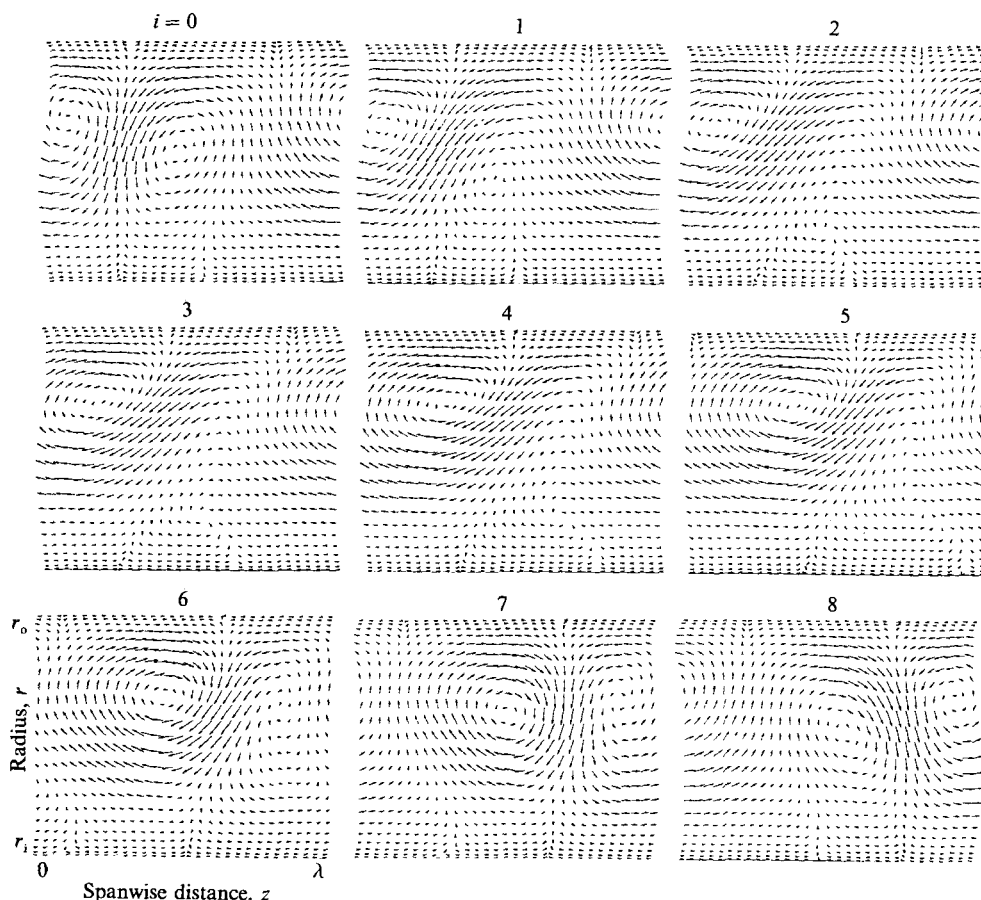 i = 0
1
2
3
4
5
6
7
8
r_o
Radius, r
r_i
0
λ
Spanwise distance, z